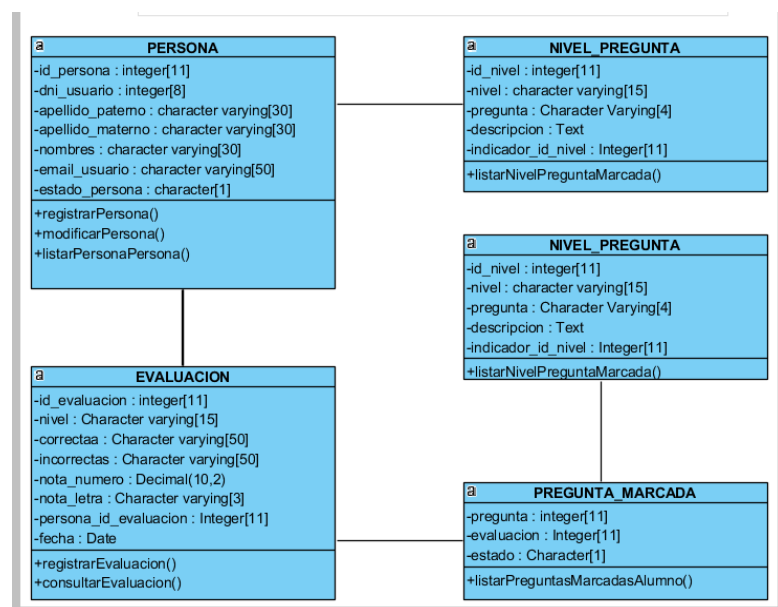 a PERSONA
-id_persona : integer[11]
-dni_usuario : integer[8]
-apellido_paterno : character varying[30]
-apellido_materno : character varying[30]
-nombres : character varying[30]
-email_usuario : character varying[50]
-estado_persona : character[1]
+registrarPersona()
+modificarPersona()
+listarPersonaPersona()
a NIVEL_PREGUNTA
-id_nivel : integer[11]
-nivel : character varying[15]
-pregunta : Character Varying[4]
-descripcion : Text
-indicador_id_nivel : Integer[11]
+listarNivelPreguntaMarcada()
a NIVEL_PREGUNTA
-id_nivel : integer[11]
-nivel : character varying[15]
-pregunta : Character Varying[4]
-descripcion : Text
-indicador_id_nivel : Integer[11]
+listarNivelPreguntaMarcada()
a EVALUACION
-id_evaluacion : integer[11]
-nivel : Character varying[15]
-correctaa : Character varying[50]
-incorrectas : Character varying[50]
-nota_numero : Decimal(10,2)
-nota_letra : Character varying[3]
-persona_id_evaluacion : Integer[11]
-fecha : Date
+registrarEvaluacion()
+consultarEvaluacion()
a PREGUNTA_MARCADA
-pregunta : integer[11]
-evaluacion : Integer[11]
-estado : Character[1]
+listarPreguntasMarcadasAlumno()